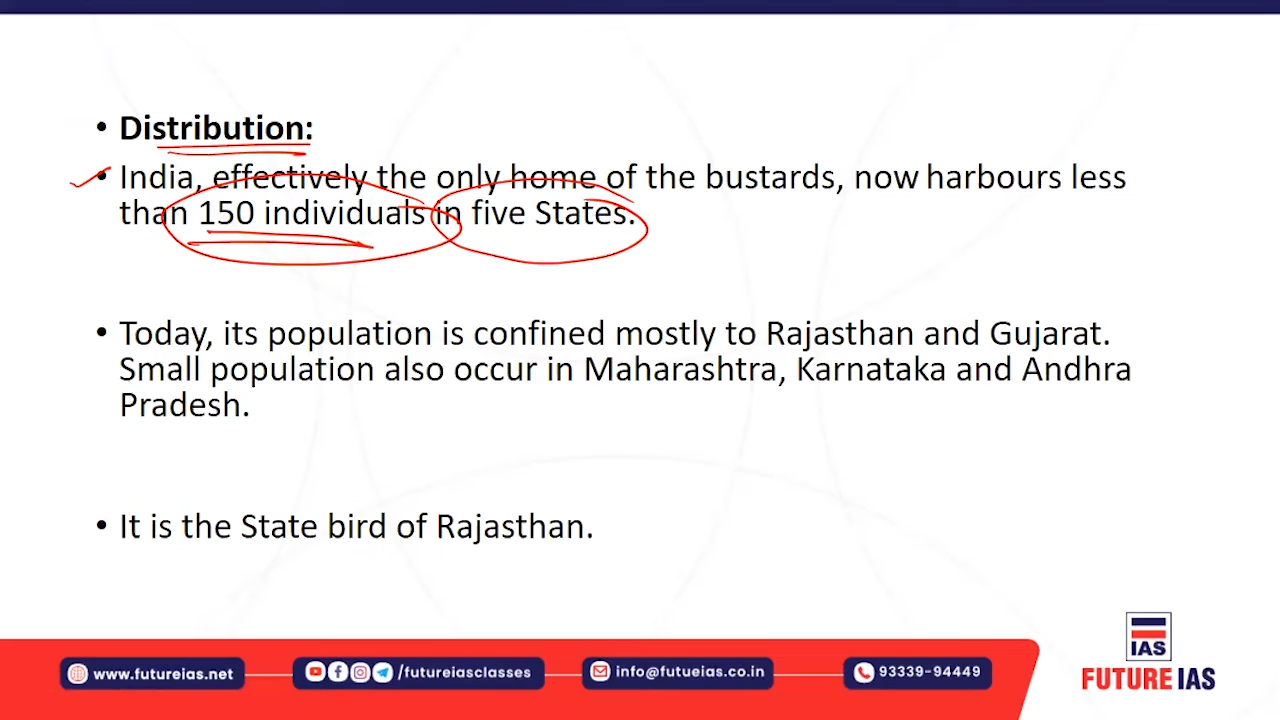 • Distribution:
• India, effectively the only home of the bustards, now harbours less
than 150 individuals in five States.
• Today, its population is confined mostly to Rajasthan and Gujarat.
Small population also occur in Maharashtra, Karnataka and Andhra
Pradesh.
• It is the State bird of Rajasthan.
IAS
FUTURE IAS
www.futureias.net
/futureiasclasses
info@futueias.co.in
93339-94449